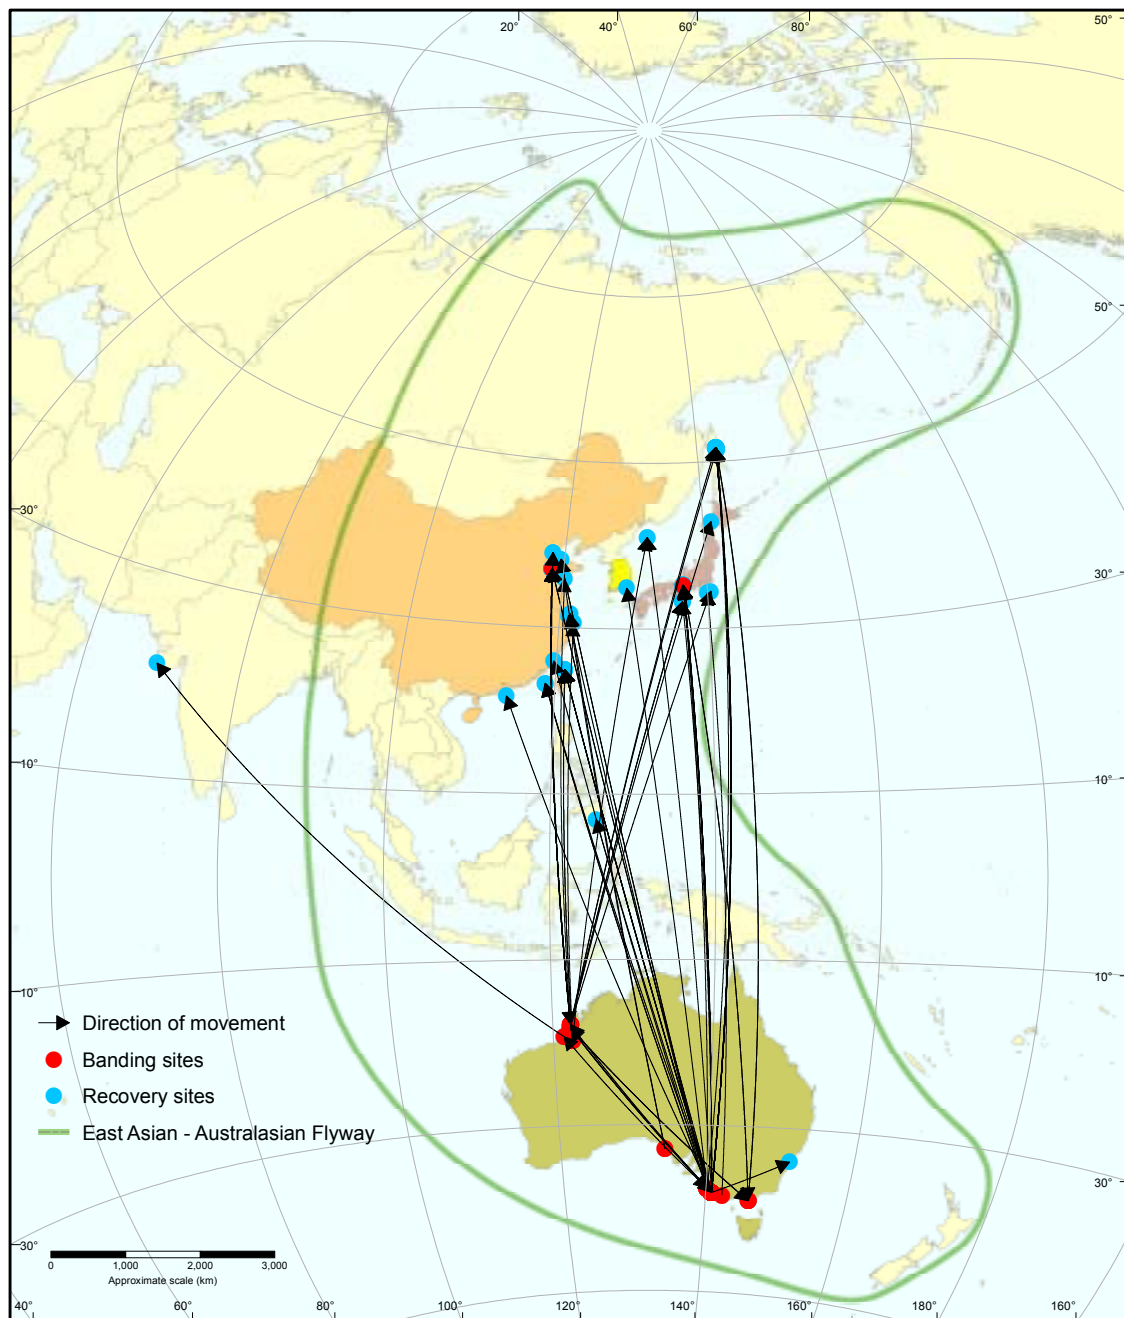 20° 40° 60° 80° 50°
50°
30° 30°
10° 10°
10° 10°
Direction of movement
Banding sites
Recovery sites
East Asian - Australasian Flyway
30°
30°
0 1,000 2,000 3,000
Approximate scale (km)
40° 60° 80° 100° 120° 140° 160° 180° 160°